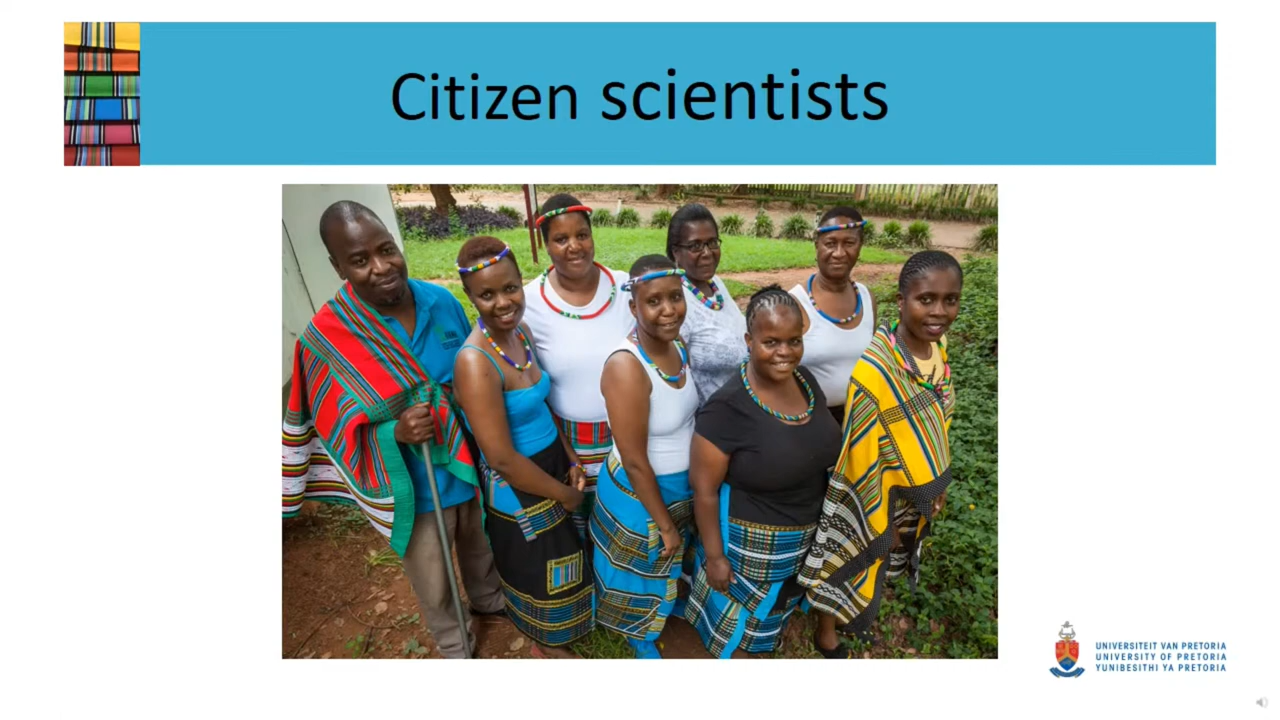 Citizen scientists
UNIVERSITEIT VAN PRETORIA
UNIVERSITY OF PRETORIA
YUNIBESITHI YA PRETORIA